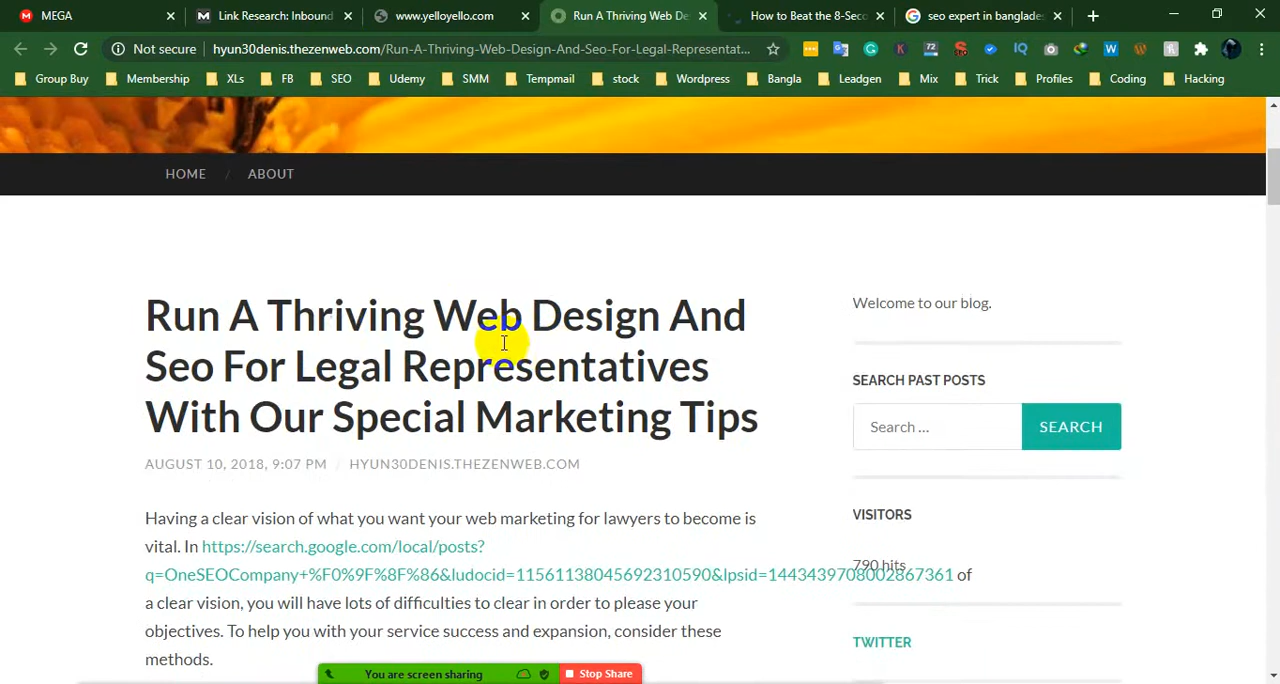 MEGA
Link Research: Inbound
www.yelloyello.com
Run A Thriving Web De
How to Beat the 8-Seco
seo expert in banglades
Not secure
hyun30denis.thezenweb.com/Run-A-Thriving-Web-Design-And-Seo-For-Legal-Representat...
72
IQ
W
Group Buy
Membership
XLs
FB
SEO
Udemy
SMM
Tempmail
stock
Wordpress
Bangla
Leadgen
Mix
Trick
Profiles
Coding
Hacking
HOME / ABOUT
Run A Thriving Web Design And
Seo For Legal Representatives
With Our Special Marketing Tips
AUGUST 10, 2018, 9:07 PM / HYUN30DENIS.THEZENWEB.COM
Having a clear vision of what you want your web marketing for lawyers to become is
vital. In https://search.google.com/local/posts?
q=OneSEOCompany+%F0%9F%8F%86&ludocid=11561138045692310590&lpsid=1443439708002867361 of
a clear vision, you will have lots of difficulties to clear in order to please your
objectives. To help you with your service success and expansion, consider these
methods.
Welcome to our blog.
SEARCH PAST POSTS
Search ...
SEARCH
VISITORS
790 hits
TWITTER
You are screen sharing
Stop Share